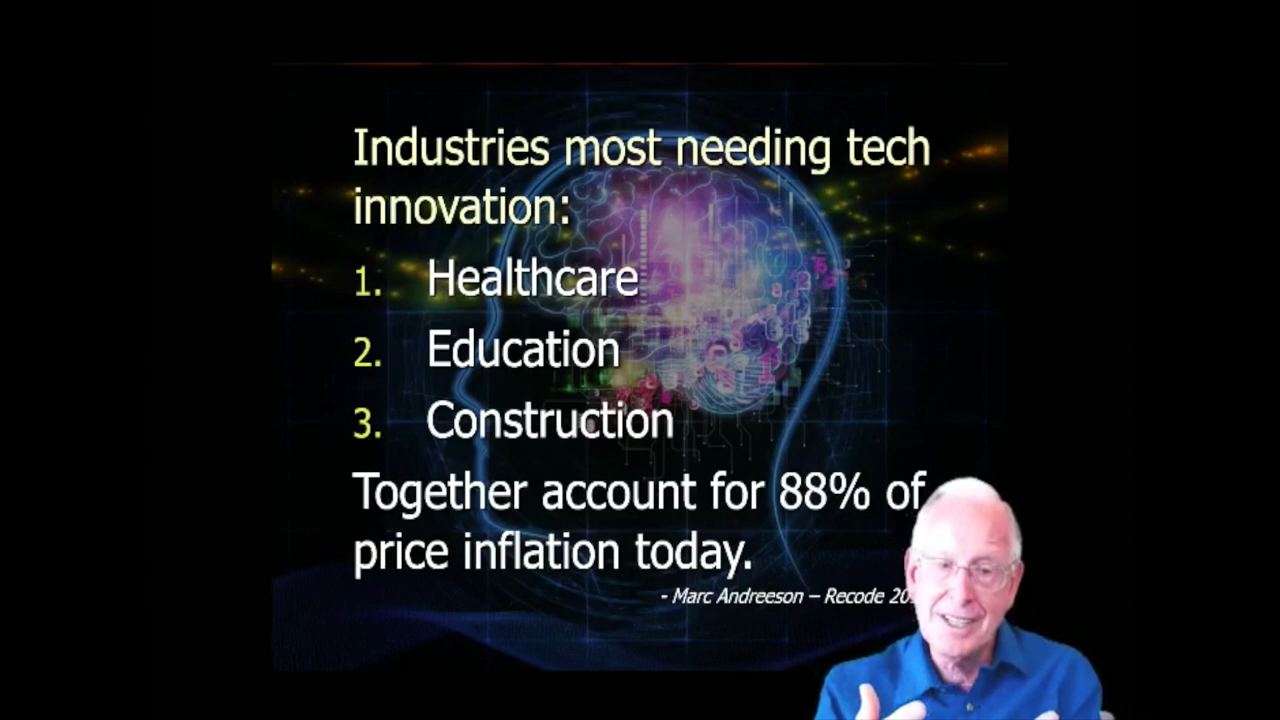 Industries most needing tech
innovation:
1. Healthcare
2. Education
3. Construction
Together account for 88% of
price inflation today.
- Marc Andreeson – Recode